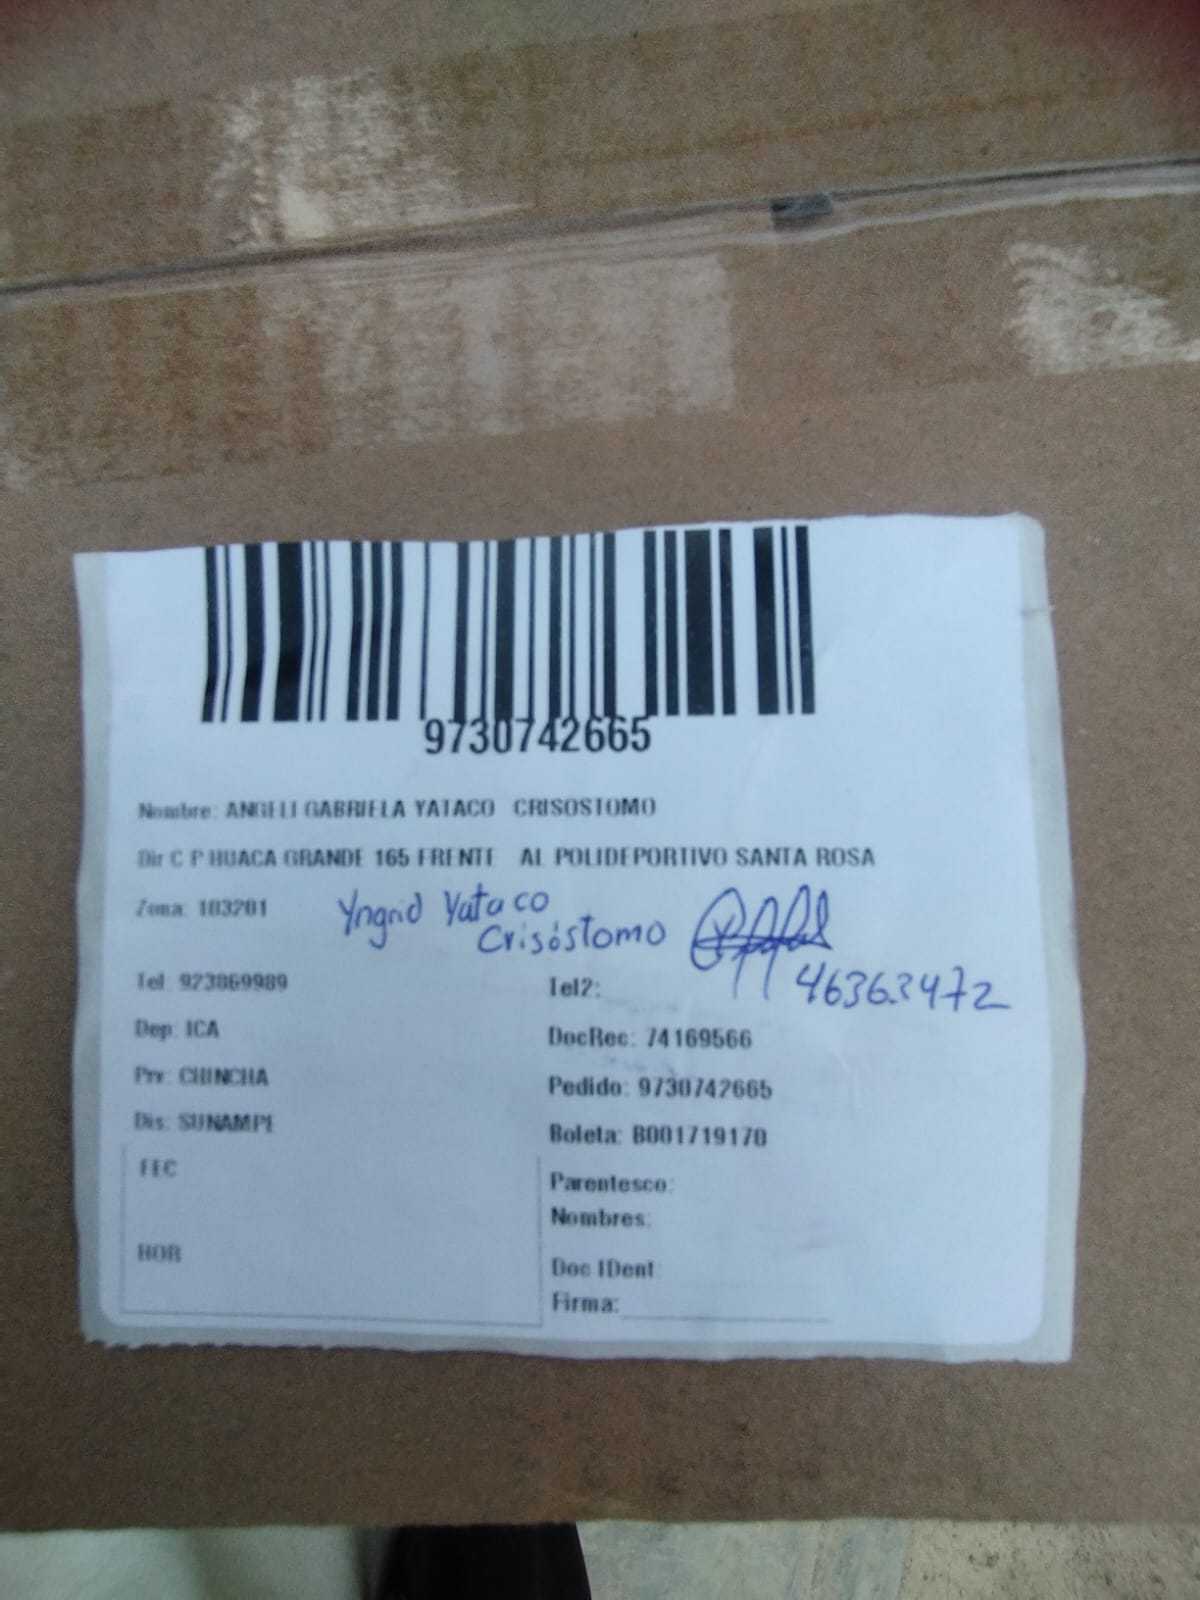 9730742665
Nombre: ANGELI GABRIELA YATACO CRISOSTOMO
Dir C P HUACA GRANDE 165 FRENTE AL POLIDEPORTIVO SANTA ROSA
Zona: 103201
Yngrid Yataco
Crisóstomo
46363472
Tel: 923869989
Tel2:
Dep: ICA
DocRec: 74169566
Prv: CHINCHA
Pedido: 9730742665
Dis: SUNAMPE
Boleta: B001719170
FEC
Parentesco:
Nombres:
HOR
Doc IDent
Firma: